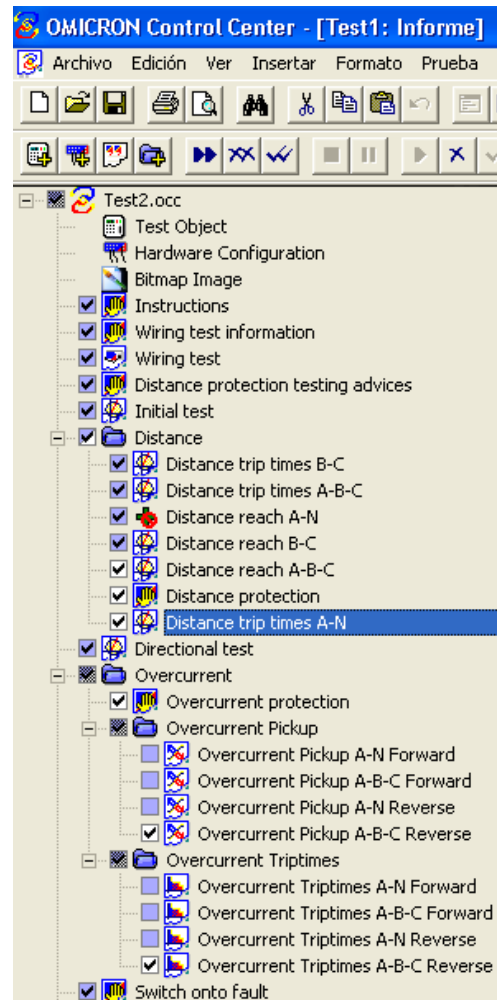 OMICRON Control Center - [Test1: Informe]
Archivo Edición Ver Insertar Formato Prueba
Test2.occ
Test Object
Hardware Configuration
Bitmap Image
Instructions
Wiring test information
Wiring test
Distance protection testing advices
Initial test
Distance
Distance trip times B-C
Distance trip times A-B-C
Distance reach A-N
Distance reach B-C
Distance reach A-B-C
Distance protection
Distance trip times A-N
Directional test
Overcurrent
Overcurrent protection
Overcurrent Pickup
Overcurrent Pickup A-N Forward
Overcurrent Pickup A-B-C Forward
Overcurrent Pickup A-N Reverse
Overcurrent Pickup A-B-C Reverse
Overcurrent Triptimes
Overcurrent Triptimes A-N Forward
Overcurrent Triptimes A-B-C Forward
Overcurrent Triptimes A-N Reverse
Overcurrent Triptimes A-B-C Reverse
Switch onto fault